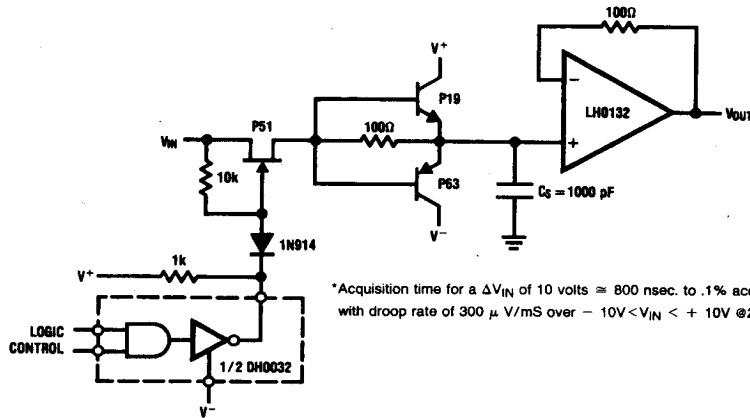 100Ω
V+
P19
LH0132
VOUT
P51
100Ω
VIN
P63
10k
CS = 1000 pF
V−
1N914
1k
V+
*Acquisition time for a ΔVIN of 10 volts ≅ 800 nsec. to .1% acc
with droop rate of 300 μ V/mS over − 10V<VIN < + 10V @2
LOGIC
CONTROL
1/2 DH0032
V−